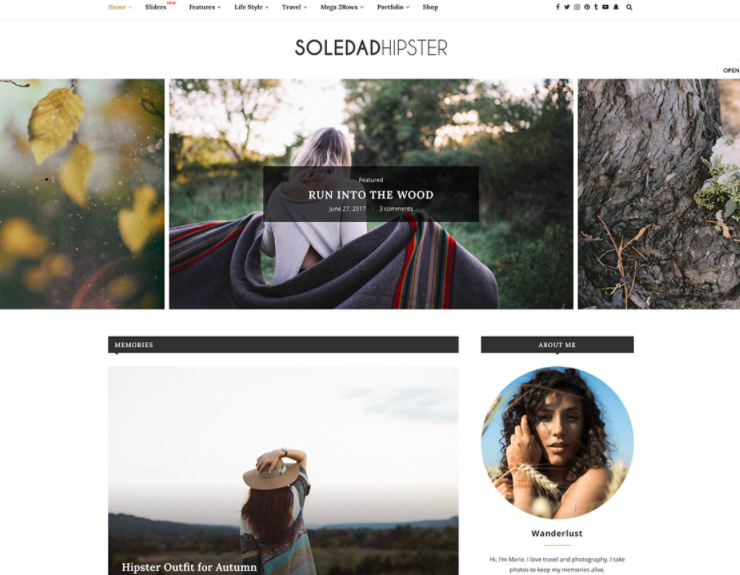 Home Sliders NEW Features Life Style Travel Mega 2Rows Portfolio Shop
SOLEDADHIPSTER
OPEN
Featured
RUN INTO THE WOOD
June 27, 2017 / 3 comments
MEMORIES
ABOUT ME
Hipster Outfit for Autumn
Wanderlust
Hi, I'm Marie, I love travel and photography. I take
photos to keep my memories alive.